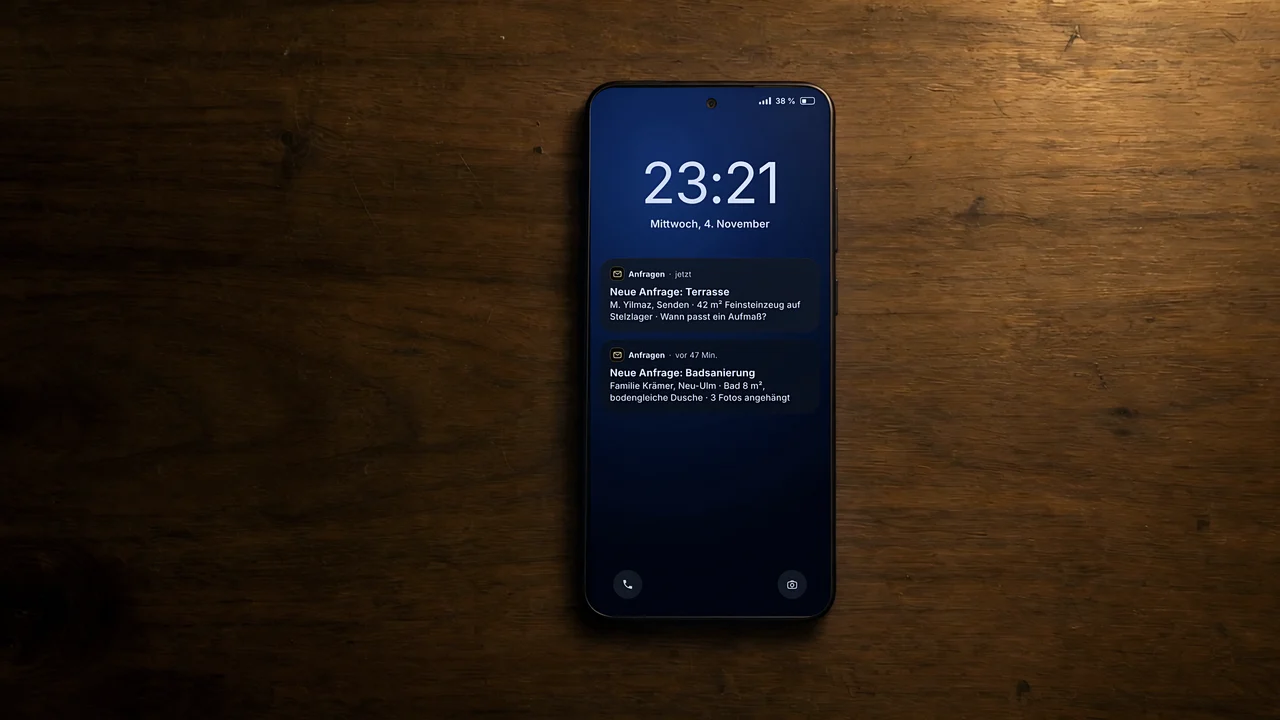 38 %
23:21
Mittwoch, 4. November
Anfragen · jetzt
Neue Anfrage: Terrasse
M. Yilmaz, Senden · 42 m² Feinsteinzeug auf
Stelzlager · Wann passt ein Aufmaß?
Anfragen · vor 47 Min.
Neue Anfrage: Badsanierung
Familie Krämer, Neu-Ulm · Bad 8 m²,
bodengleiche Dusche · 3 Fotos angehängt